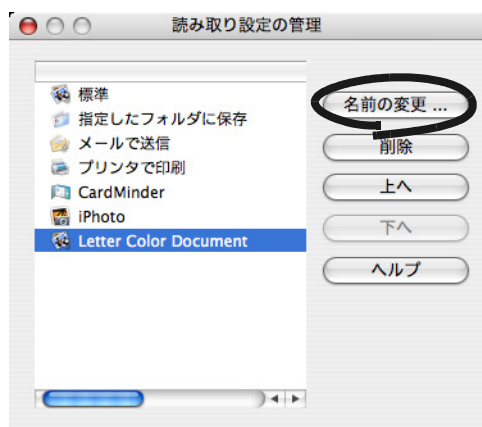 読み取り設定の管理
標準
指定したフォルダに保存
メールで送信
プリンタで印刷
CardMinder
iPhoto
Letter Color Document
名前の変更 ...
削除
上へ
下へ
ヘルプ